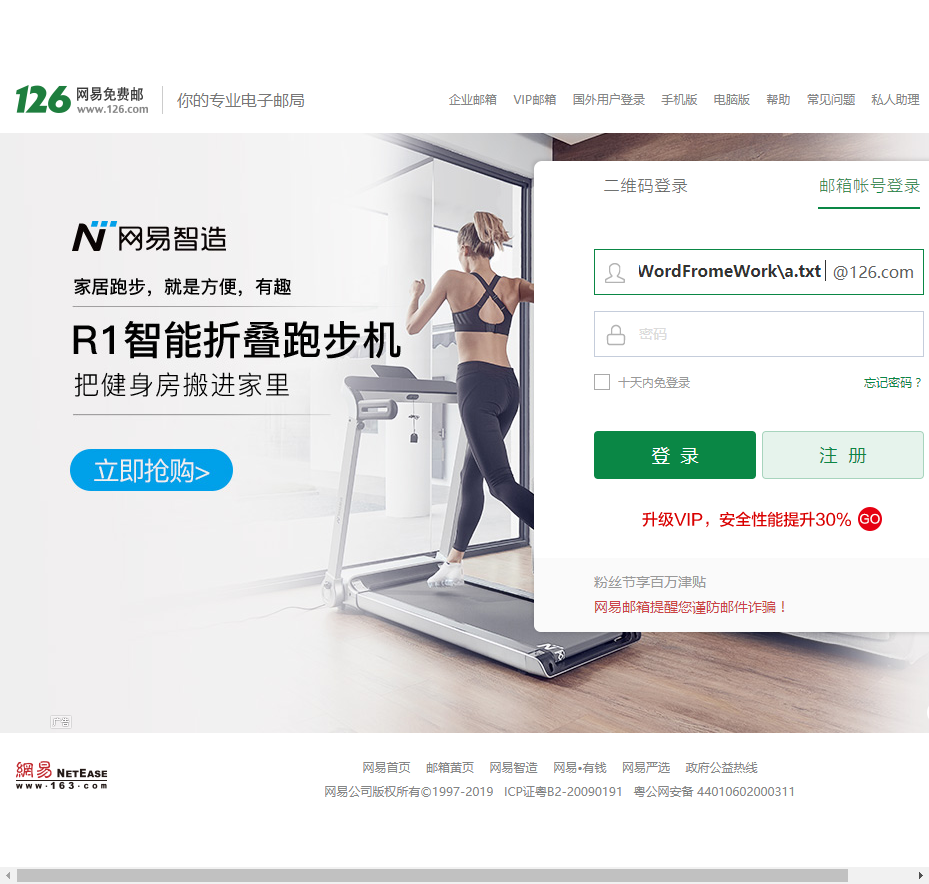 126 网易免费邮
www.126.com
你的专业电子邮局
企业邮箱 VIP邮箱 国外用户登录 手机版 电脑版 帮助 常见问题 私人助理
二维码登录 邮箱帐号登录
网易智造
家居跑步，就是方便，有趣
R1智能折叠跑步机
把健身房搬进家里
立即抢购>
WordFromeWork\a.txt @126.com
密码
十天内免登录 忘记密码？
登 录 注 册
升级VIP，安全性能提升30% GO
粉丝节享百万津贴
网易邮箱提醒您谨防邮件诈骗！
广告
網易 NETEASE
www.163.com
网易首页 邮箱黄页 网易智造 网易•有钱 网易严选 政府公益热线
网易公司版权所有©1997-2019 ICP证粤B2-20090191 粤公网安备 44010602000311